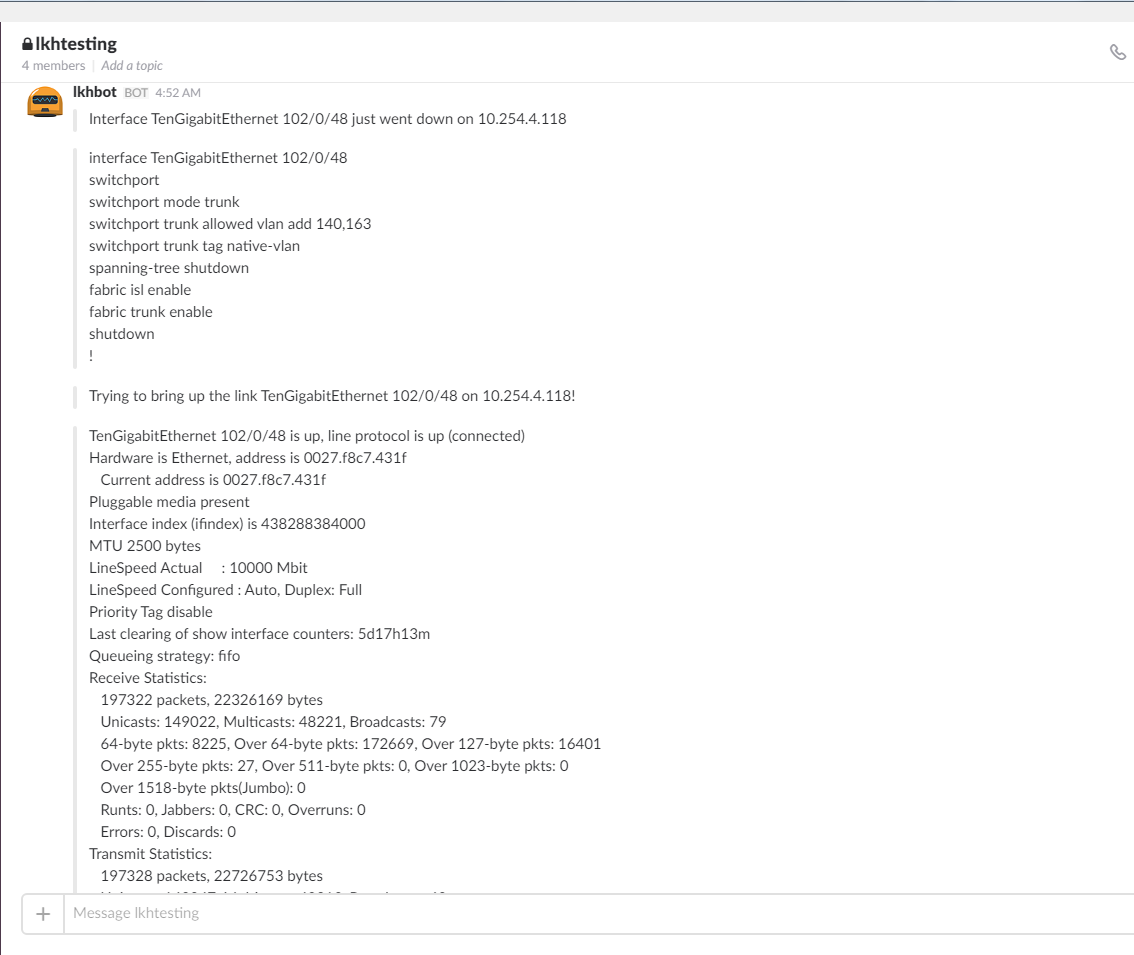 lkhtesting
4 members | Add a topic
lkhbot BOT 4:52 AM
Interface TenGigabitEthernet 102/0/48 just went down on 10.254.4.118
interface TenGigabitEthernet 102/0/48
switchport
switchport mode trunk
switchport trunk allowed vlan add 140,163
switchport trunk tag native-vlan
spanning-tree shutdown
fabric isl enable
fabric trunk enable
shutdown
!
Trying to bring up the link TenGigabitEthernet 102/0/48 on 10.254.4.118!
TenGigabitEthernet 102/0/48 is up, line protocol is up (connected)
Hardware is Ethernet, address is 0027.f8c7.431f
Current address is 0027.f8c7.431f
Pluggable media present
Interface index (ifindex) is 438288384000
MTU 2500 bytes
LineSpeed Actual : 10000 Mbit
LineSpeed Configured : Auto, Duplex: Full
Priority Tag disable
Last clearing of show interface counters: 5d17h13m
Queueing strategy: fifo
Receive Statistics:
197322 packets, 22326169 bytes
Unicasts: 149022, Multicasts: 48221, Broadcasts: 79
64-byte pkts: 8225, Over 64-byte pkts: 172669, Over 127-byte pkts: 16401
Over 255-byte pkts: 27, Over 511-byte pkts: 0, Over 1023-byte pkts: 0
Over 1518-byte pkts(Jumbo): 0
Runts: 0, Jabbers: 0, CRC: 0, Overruns: 0
Errors: 0, Discards: 0
Transmit Statistics:
197328 packets, 22726753 bytes
Message lkhtesting